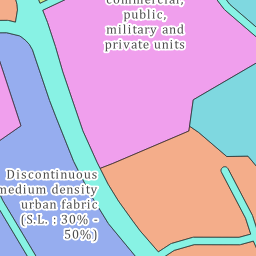 commercial,
public,
military and
private units
Discontinuous
medium density
urban fabric
(S.L. : 30% -
50%)